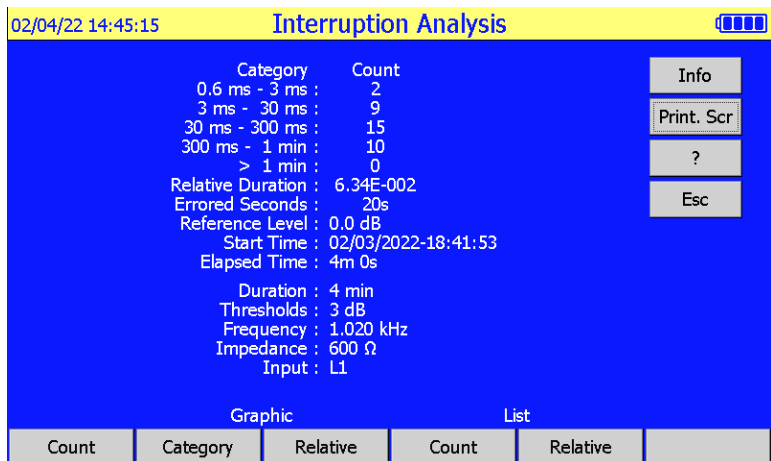 02/04/22 14:45:15 Interruption Analysis
Category Count
0.6 ms - 3 ms : 2
3 ms - 30 ms : 9
30 ms - 300 ms : 15
300 ms - 1 min : 10
> 1 min : 0
Relative Duration : 6.34E-002
Errored Seconds : 20s
Reference Level : 0.0 dB
Start Time : 02/03/2022-18:41:53
Elapsed Time : 4m 0s
Duration : 4 min
Thresholds : 3 dB
Frequency : 1.020 kHz
Impedance : 600 Ω
Input : L1
Info
Print. Scr
?
Esc
Graphic List
Count Category Relative Count Relative